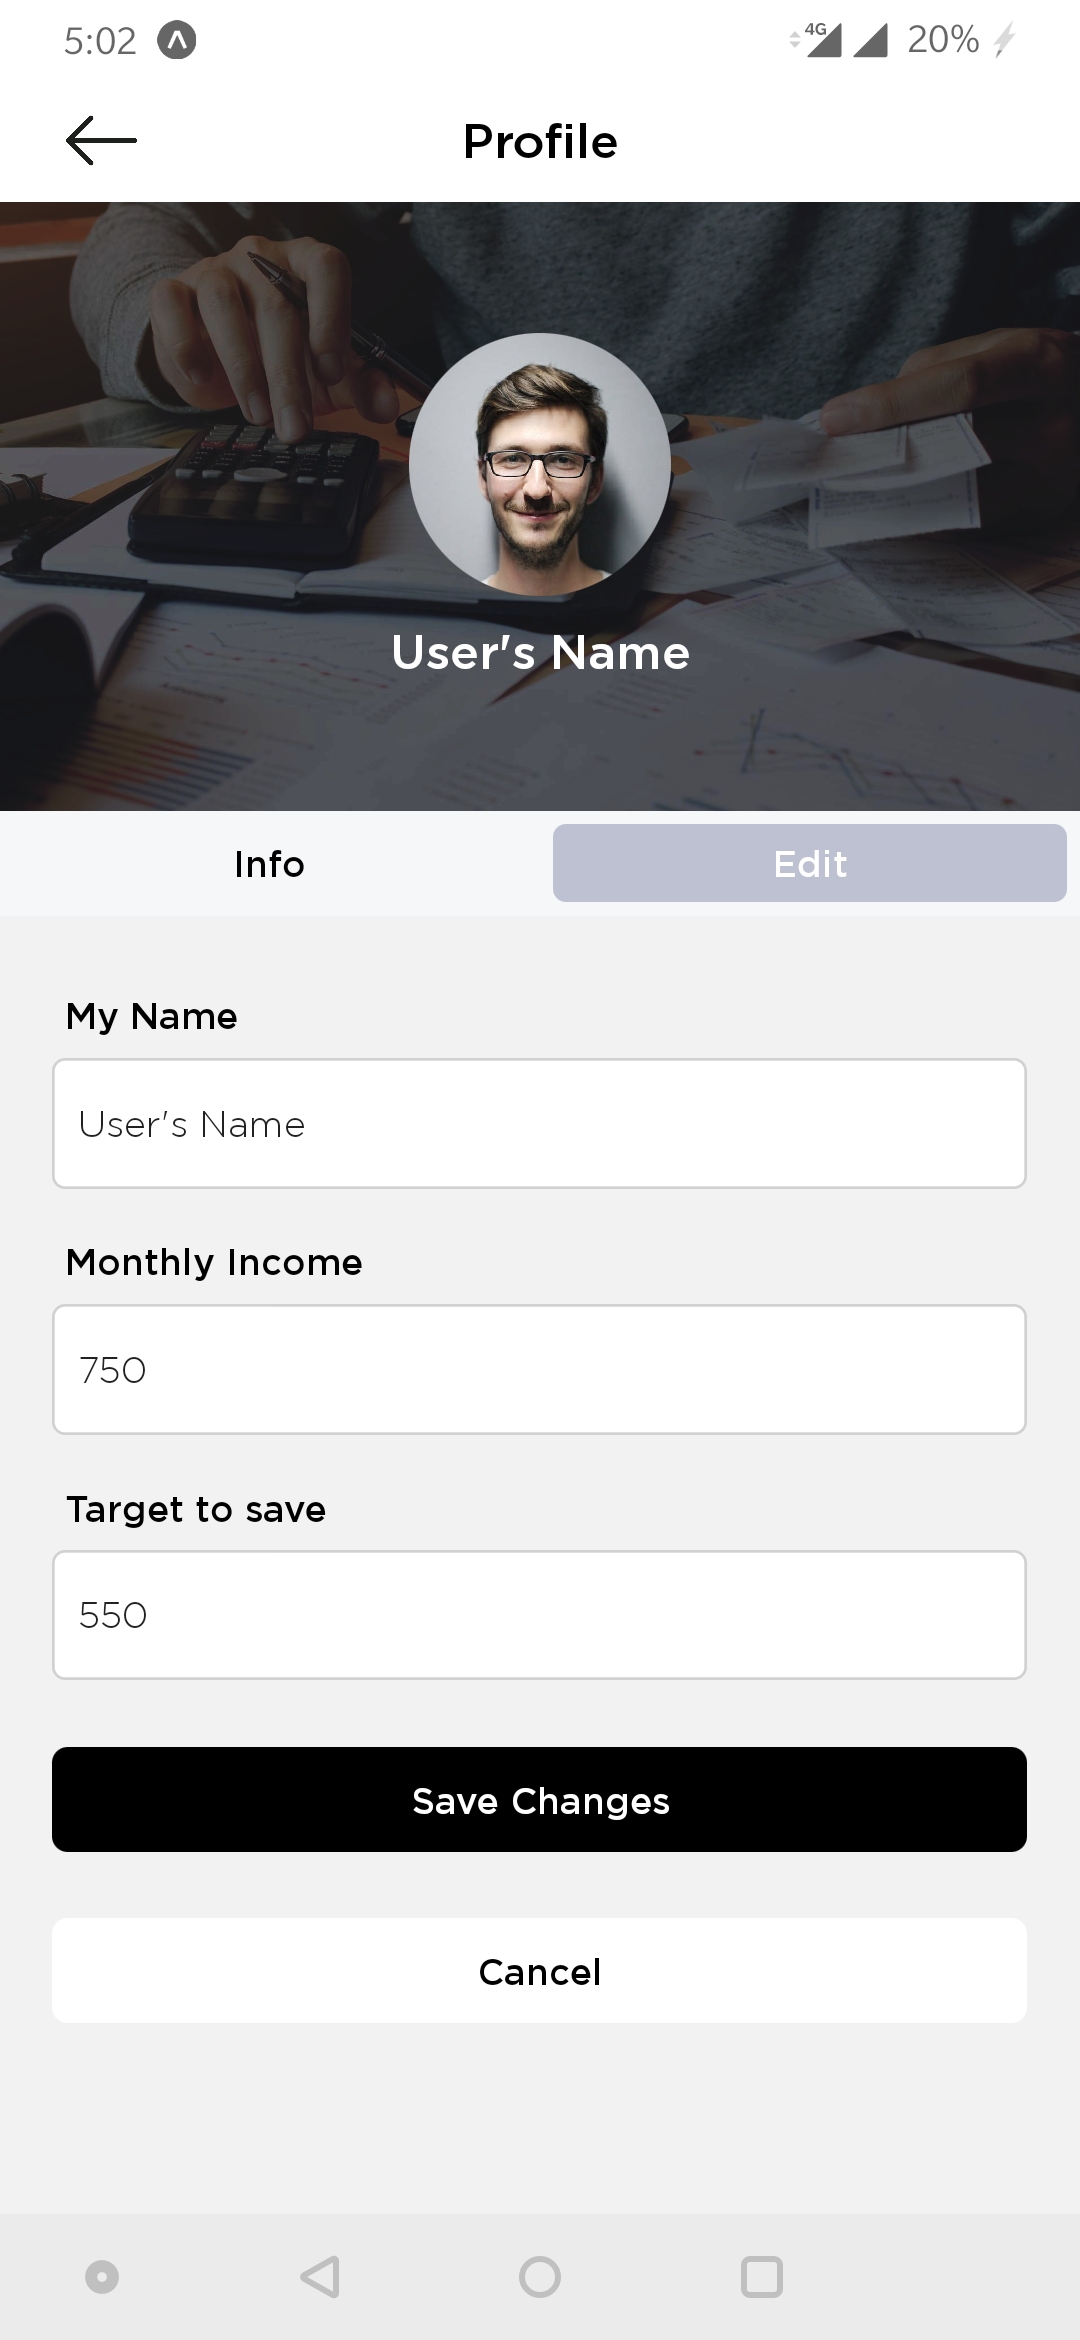 5:02
4G 20%
Profile
User's Name
Info
Edit
My Name
User's Name
Monthly Income
750
Target to save
550
Save Changes
Cancel